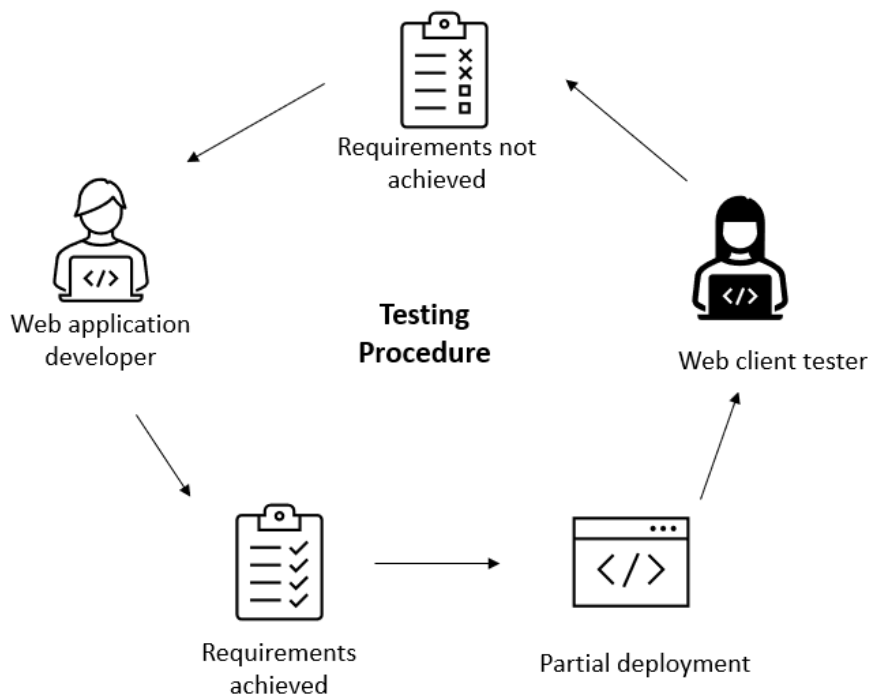 Requirements not
achieved
Web application
developer
</>
Testing
Procedure
</>
Web client tester
Requirements
achieved
</>
Partial deployment